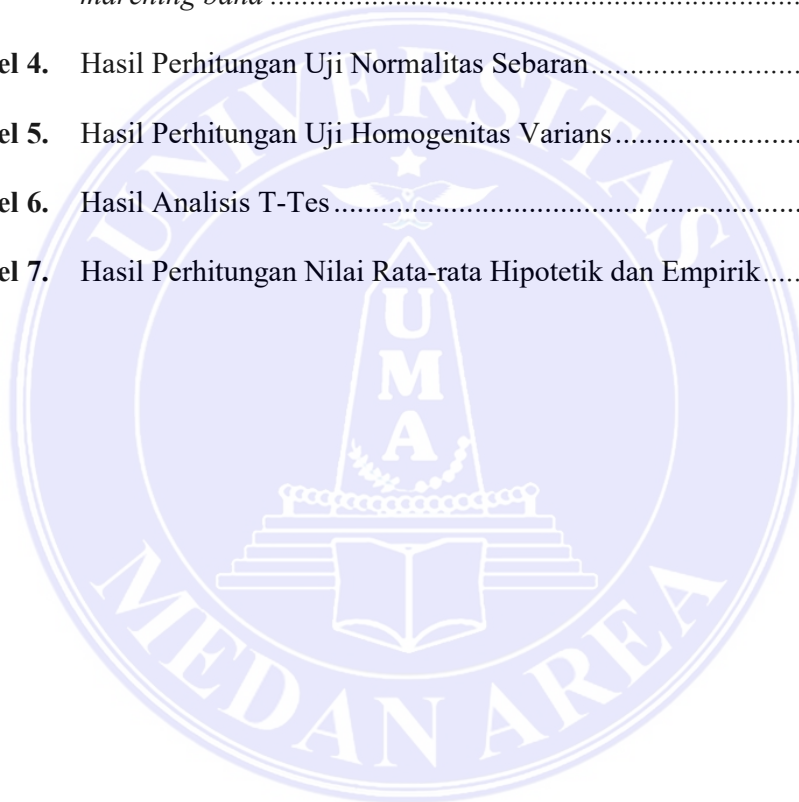 marching band ....................................................................
el 4. Hasil Perhitungan Uji Normalitas Sebaran...........................
el 5. Hasil Perhitungan Uji Homogenitas Varians........................
el 6. Hasil Analisis T-Tes ............................................................
el 7. Hasil Perhitungan Nilai Rata-rata Hipotetik dan Empirik.....
UNIVERSITAS
U
M
A
MEDAN AREA